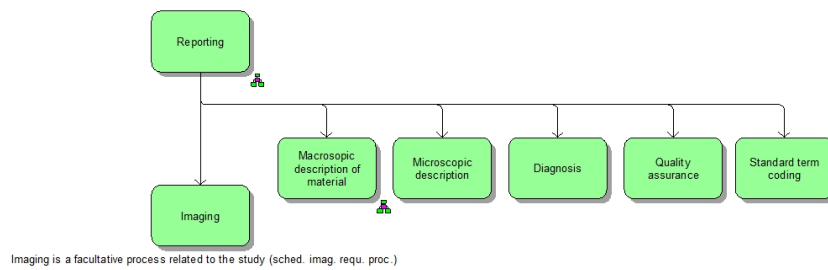 Reporting
Macrosopic
description of
material
Microscopic
description
Diagnosis
Quality
assurance
Standard term
coding
Imaging
Imaging is a facultative process related to the study (sched. imag. requ. proc.)